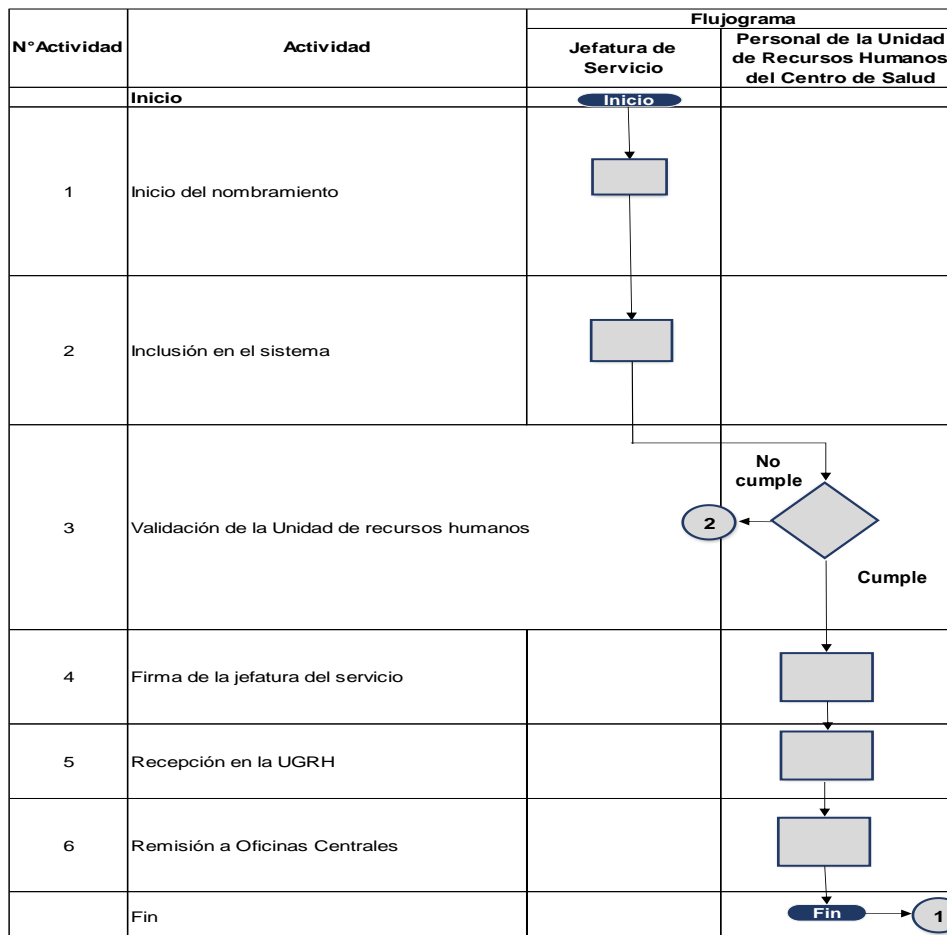 Flujograma
N°Actividad
Actividad
Jefatura de
Servicio
Personal de la Unidad
de Recursos Humanos
del Centro de Salud
Inicio
Inicio
1
Inicio del nombramiento
2
Inclusión en el sistema
No
cumple
3
Validación de la Unidad de recursos humanos
2
Cumple
4
Firma de la jefatura del servicio
5
Recepción en la UGRH
6
Remisión a Oficinas Centrales
Fin
Fin
1